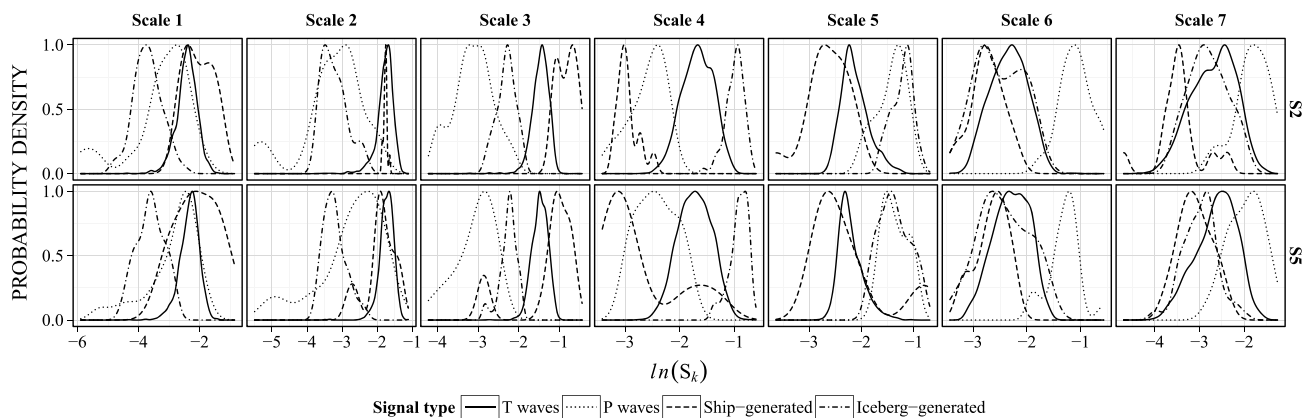 Scale 1 Scale 2 Scale 3 Scale 4 Scale 5 Scale 6 Scale 7
PROBABILITY DENSITY
1.0
0.5
0.0
S2
1.0
0.5
0.0
S5
−6 −4 −2 −5 −4 −3 −2 −1 −4 −3 −2 −1 −3 −2 −1 −4 −3 −2 −1 −3 −2 −1 −4 −3 −2
ln(Sk)
Signal type T waves P waves Ship−generated Iceberg−generated